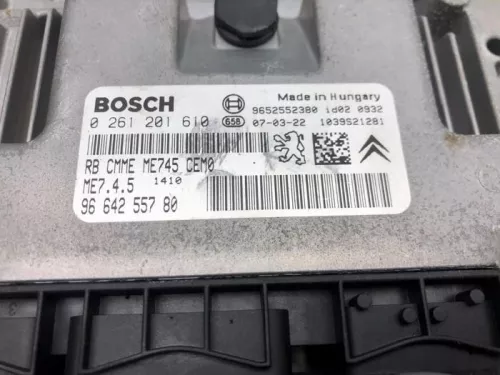 BOSCH
Made in Hungary
9652552380 id02 0932
0 261 201 610 658 07-03-22 1039S21281
RB CMME ME745 CEM0
ME7.4.5 1410
96 642 557 80